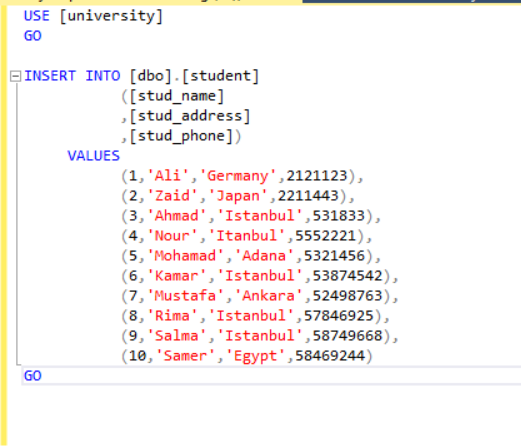 USE [university]
GO
INSERT INTO [dbo].[student]
([stud_name]
,[stud_address]
,[stud_phone])
VALUES
(1,'Ali','Germany',2121123),
(2,'Zaid','Japan',2211443),
(3,'Ahmad','Istanbul',531833),
(4,'Nour','Itanbul',5552221),
(5,'Mohamad','Adana',5321456),
(6,'Kamar','Istanbul',53874542),
(7,'Mustafa','Ankara',52498763),
(8,'Rima','Istanbul',57846925),
(9,'Salma','Istanbul',58749668),
(10,'Samer','Egypt',58469244)
GO